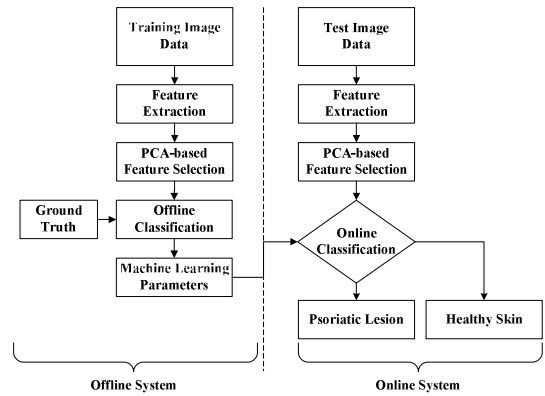 Training Image
Data
Feature
Extraction
PCA-based
Feature Selection
Ground
Truth
Offline
Classification
Machine Learning
Parameters
Offline System
Test Image
Data
Feature
Extraction
PCA-based
Feature Selection
Online
Classification
Psoriatic Lesion
Healthy Skin
Online System